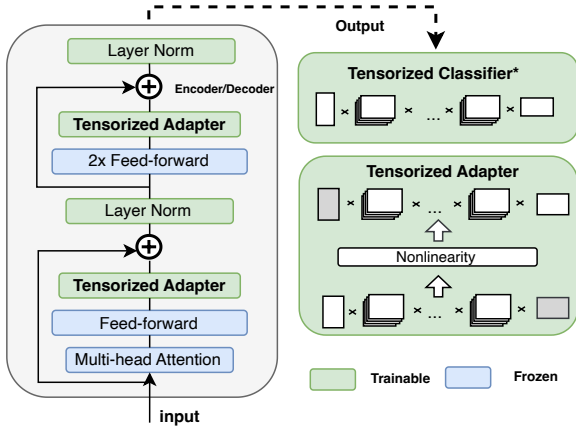 Layer Norm
Encoder/Decoder
Tensorized Adapter
2x Feed-forward
Layer Norm
Tensorized Adapter
Feed-forward
Multi-head Attention
input
Output
Tensorized Classifier*
× × ... × ×
Tensorized Adapter
× × ... × ×
Nonlinearity
× × ... × ×
Trainable
Frozen